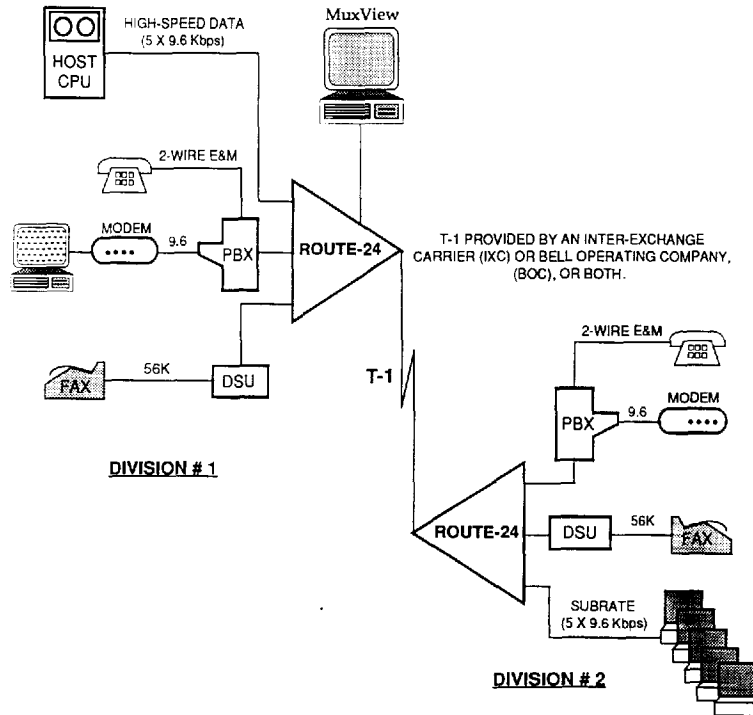 MuxView
HIGH-SPEED DATA
(5 X 9.6 Kbps)
HOST
CPU
2-WIRE E&M
MODEM
9.6
PBX
ROUTE-24
T-1 PROVIDED BY AN INTER-EXCHANGE
CARRIER (IXC) OR BELL OPERATING COMPANY,
(BOC), OR BOTH.
FAX
56K
DSU
T-1
DIVISION # 1
2-WIRE E&M
PBX
9.6
MODEM
ROUTE-24
DSU
56K
FAX
SUBRATE
(5 X 9.6 Kbps)
DIVISION # 2